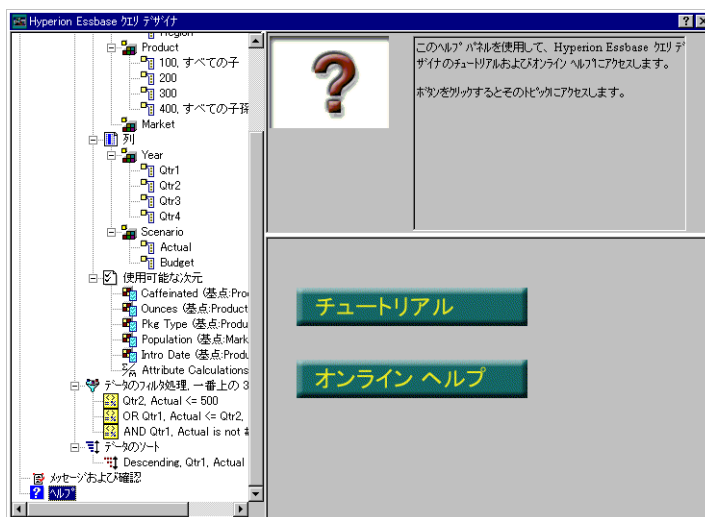 Hyperion Essbase クエリ デザイナ
Region
Product
100, すべての子
200
300
400, すべての子孫
Market
列
Year
Qtr1
Qtr2
Qtr3
Qtr4
Scenario
Actual
Budget
使用可能な次元
Caffeinated (基点:Pro
Ounces (基点:Product
Pkg Type (基点:Produ
Population (基点:Mark
Intro Date (基点:Produ
Attribute Calculations
データのフィルタ処理, 一番上の 3
Qtr2, Actual <= 500
OR Qtr1, Actual <= Qtr2,
AND Qtr1, Actual is not
データのソート
Descending, Qtr1, Actual
メッセージおよび確認
ヘルプ
このヘルプ パネルを使用して、Hyperion Essbase クエリ デ
ザイナのチュートリアルおよびオンライン ヘルプにアクセスします。
ボタンをクリックするとそのトピックにアクセスします。
チュートリアル
オンライン ヘルプ